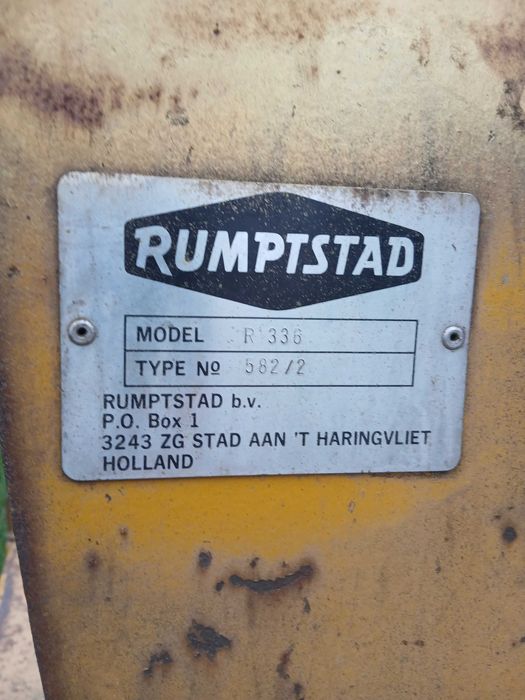 RUMPTSTAD
MODEL R 336
TYPE № 582/2
RUMPTSTAD b.v.
P.O. Box 1
3243 ZG STAD AAN 'T HARINGVLIET
HOLLAND